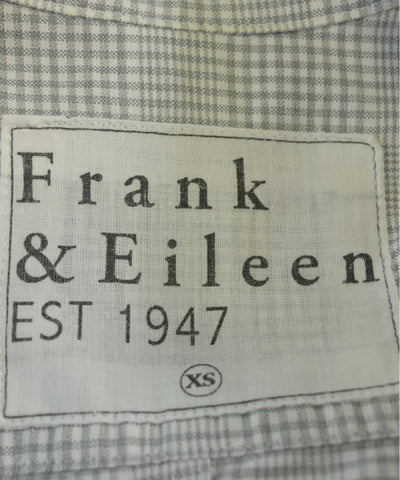 Frank
& Eileen
EST 1947
XS